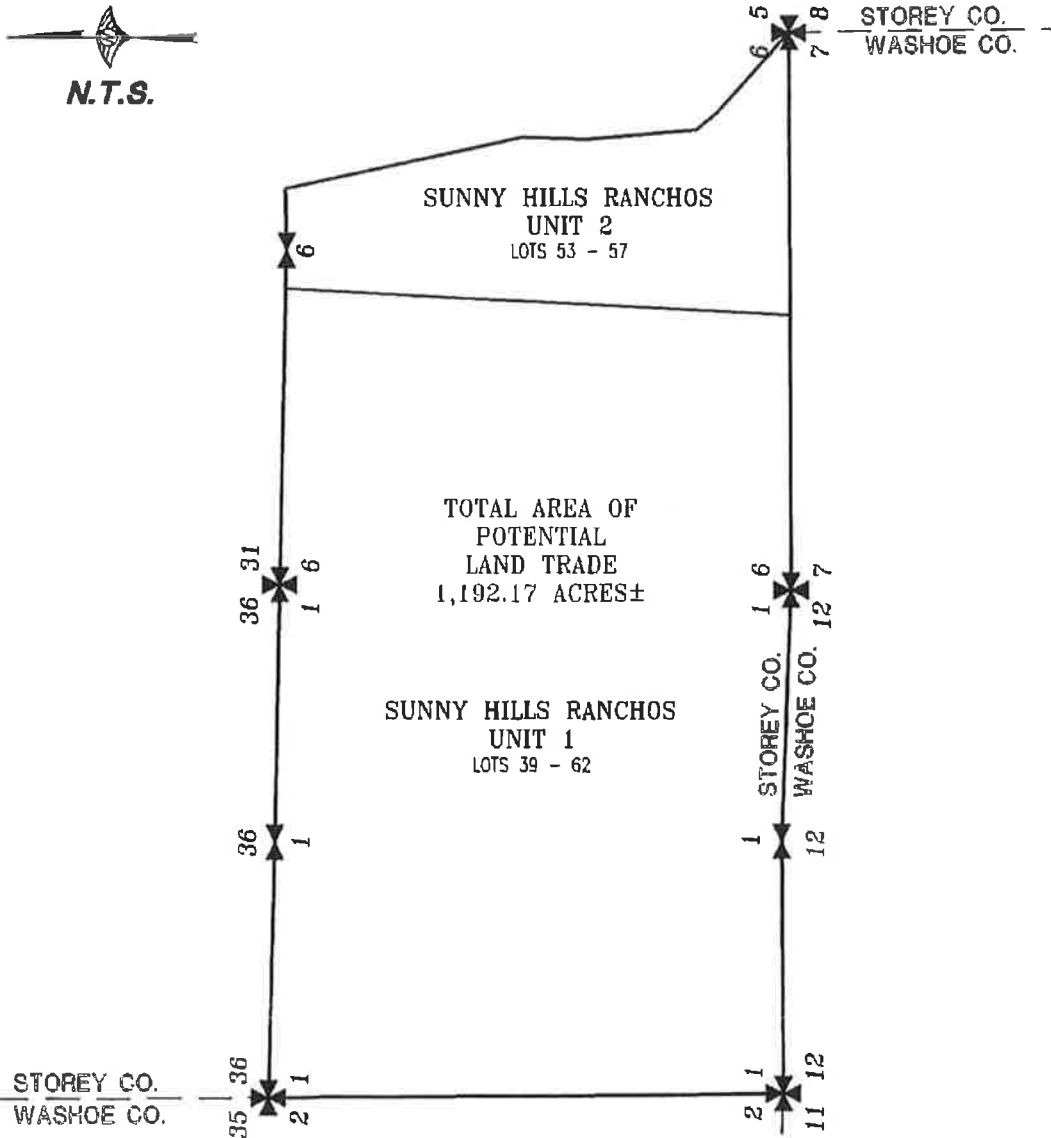 N.T.S.
5
8
6
7
STOREY CO.
WASHOE CO.
SUNNY HILLS RANCHOS
UNIT 2
LOTS 53 - 57
6
TOTAL AREA OF
POTENTIAL
LAND TRADE
1,192.17 ACRES±
31
6
36
1
6
7
1
12
STOREY CO.
WASHOE CO.
SUNNY HILLS RANCHOS
UNIT 1
LOTS 39 - 62
36
1
1
12
STOREY CO.
WASHOE CO.
36
1
35
2
1
12
2
11